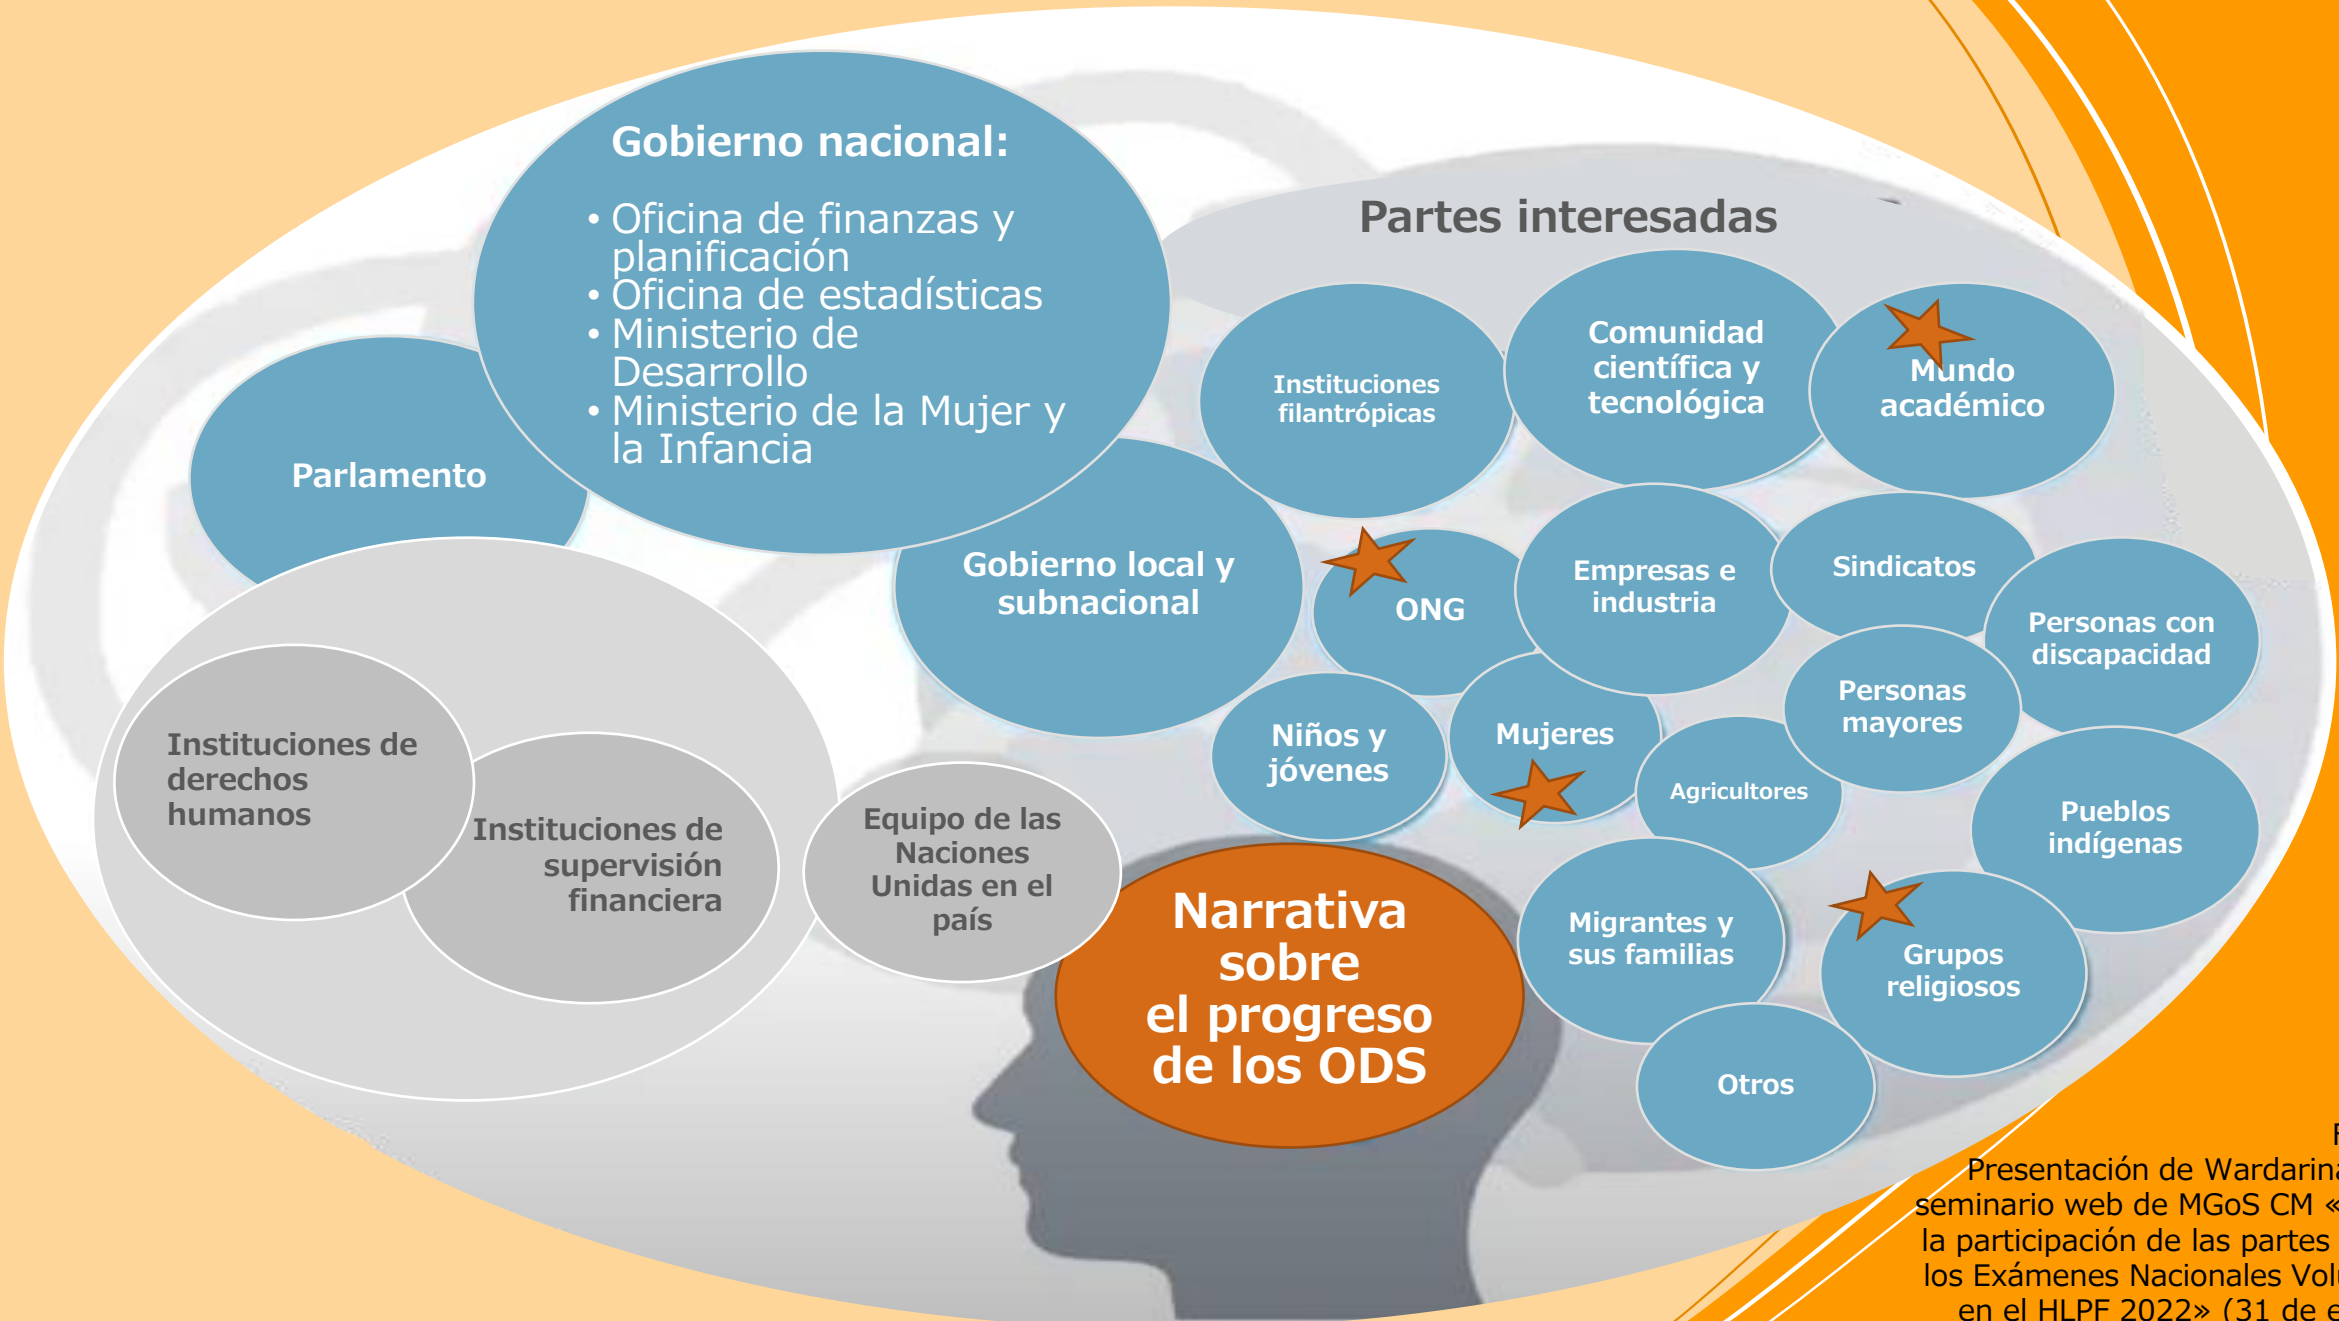 Gobierno nacional:
• Oficina de finanzas y
planificación
• Oficina de estadísticas
• Ministerio de
Desarrollo
• Ministerio de la Mujer y
la Infancia
Parlamento
Gobierno local y
subnacional
Instituciones de
derechos
humanos
Instituciones de
supervisión
financiera
Equipo de las
Naciones
Unidas en el
país
Narrativa
sobre
el progreso
de los ODS
Partes interesadas
Instituciones
filantrópicas
Comunidad
científica y
tecnológica
Mundo
académico
ONG
Empresas e
industria
Sindicatos
Personas con
discapacidad
Niños y
jóvenes
Mujeres
Personas
mayores
Agricultores
Pueblos
indígenas
Migrantes y
sus familias
Grupos
religiosos
Otros
Presentación de Wardarina
seminario web de MGoS CM «
la participación de las partes
los Exámenes Nacionales
en el HLPF 2022» (31 de